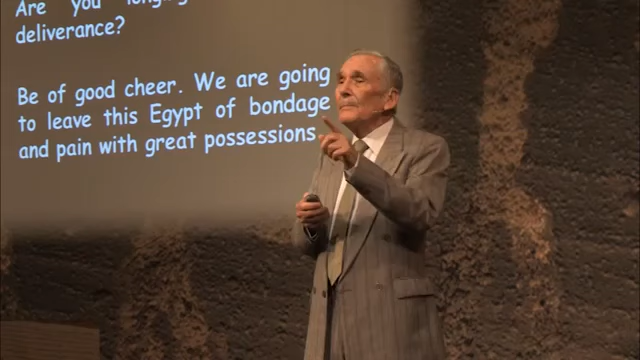 Are you
deliverance?
Be of good cheer. We are going
to leave this Egypt of bondage
and pain with great possessions.